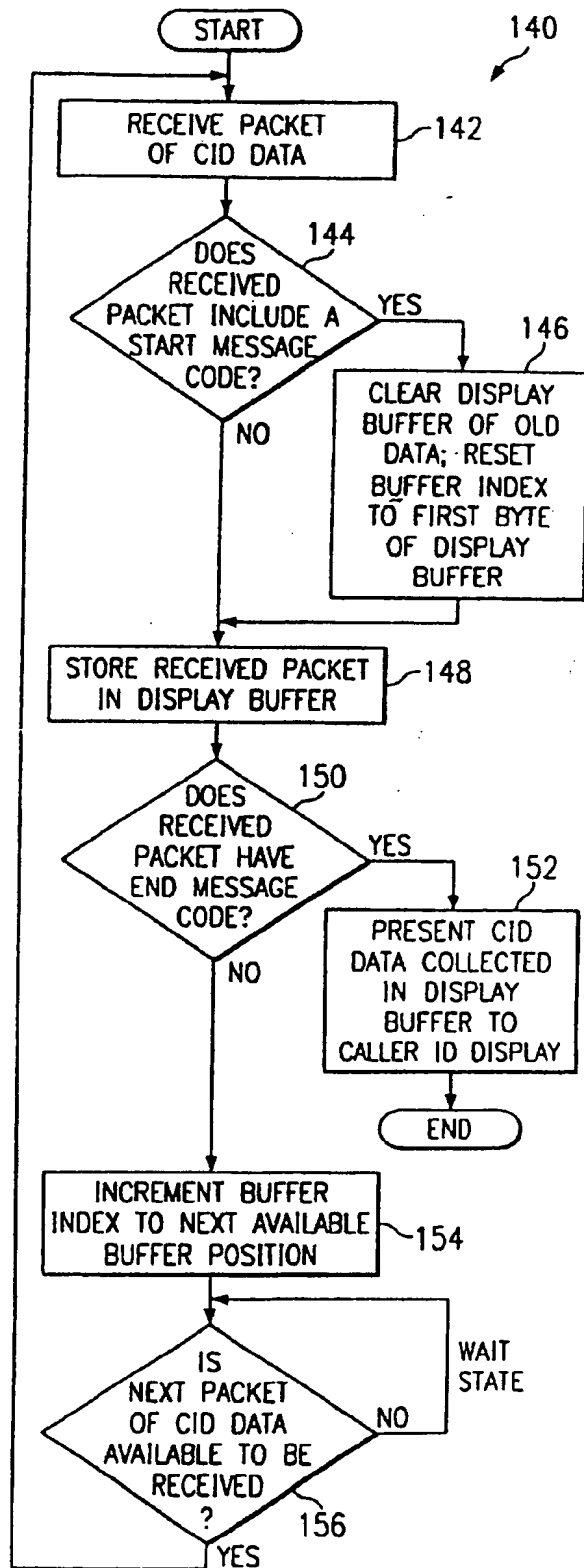 START
140
RECEIVE PACKET
OF CID DATA
142
DOES
RECEIVED
PACKET INCLUDE A
START MESSAGE
CODE?
144
YES
NO
146
CLEAR DISPLAY
BUFFER OF OLD
DATA; RESET
BUFFER INDEX
TO FIRST BYTE
OF DISPLAY
BUFFER
STORE RECEIVED PACKET
IN DISPLAY BUFFER
148
DOES
RECEIVED
PACKET HAVE
END MESSAGE
CODE?
150
YES
NO
152
PRESENT CID
DATA COLLECTED
IN DISPLAY
BUFFER TO
CALLER ID DISPLAY
END
INCREMENT BUFFER
INDEX TO NEXT AVAILABLE
BUFFER POSITION
154
IS
NEXT PACKET
OF CID DATA
AVAILABLE TO BE
RECEIVED
?
WAIT
STATE
NO
156
YES